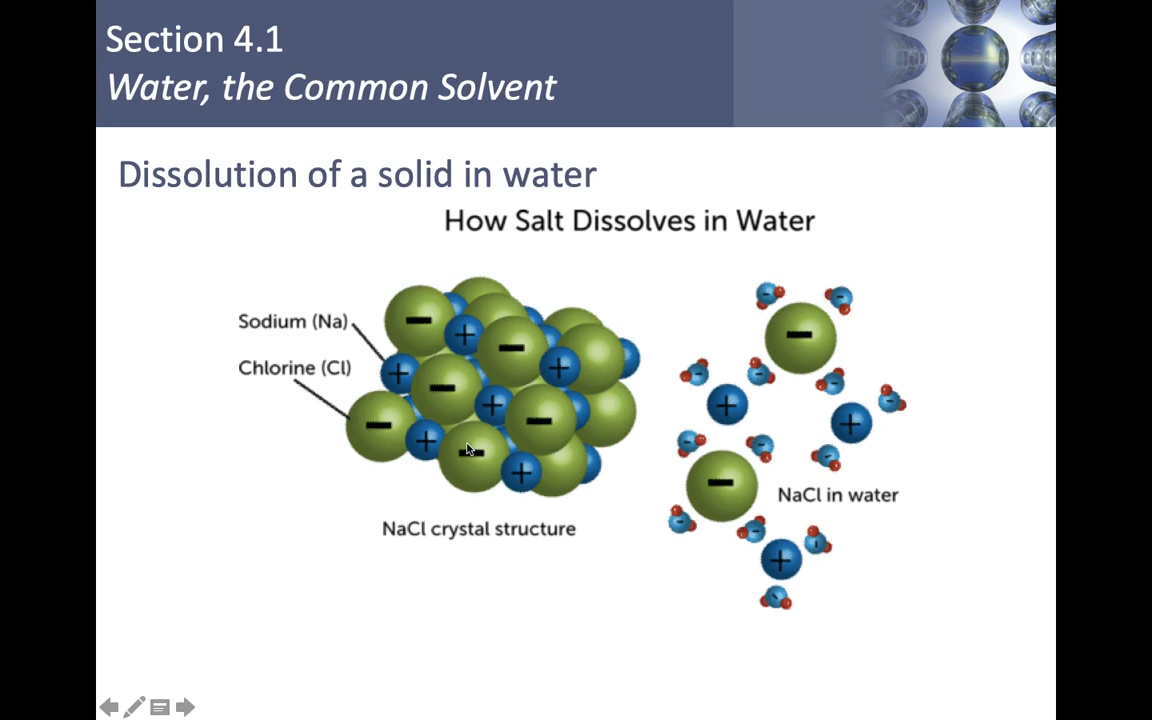 Section 4.1
Water, the Common Solvent
Dissolution of a solid in water
How Salt Dissolves in Water
Sodium (Na)
Chlorine (Cl)
NaCl crystal structure
NaCl in water